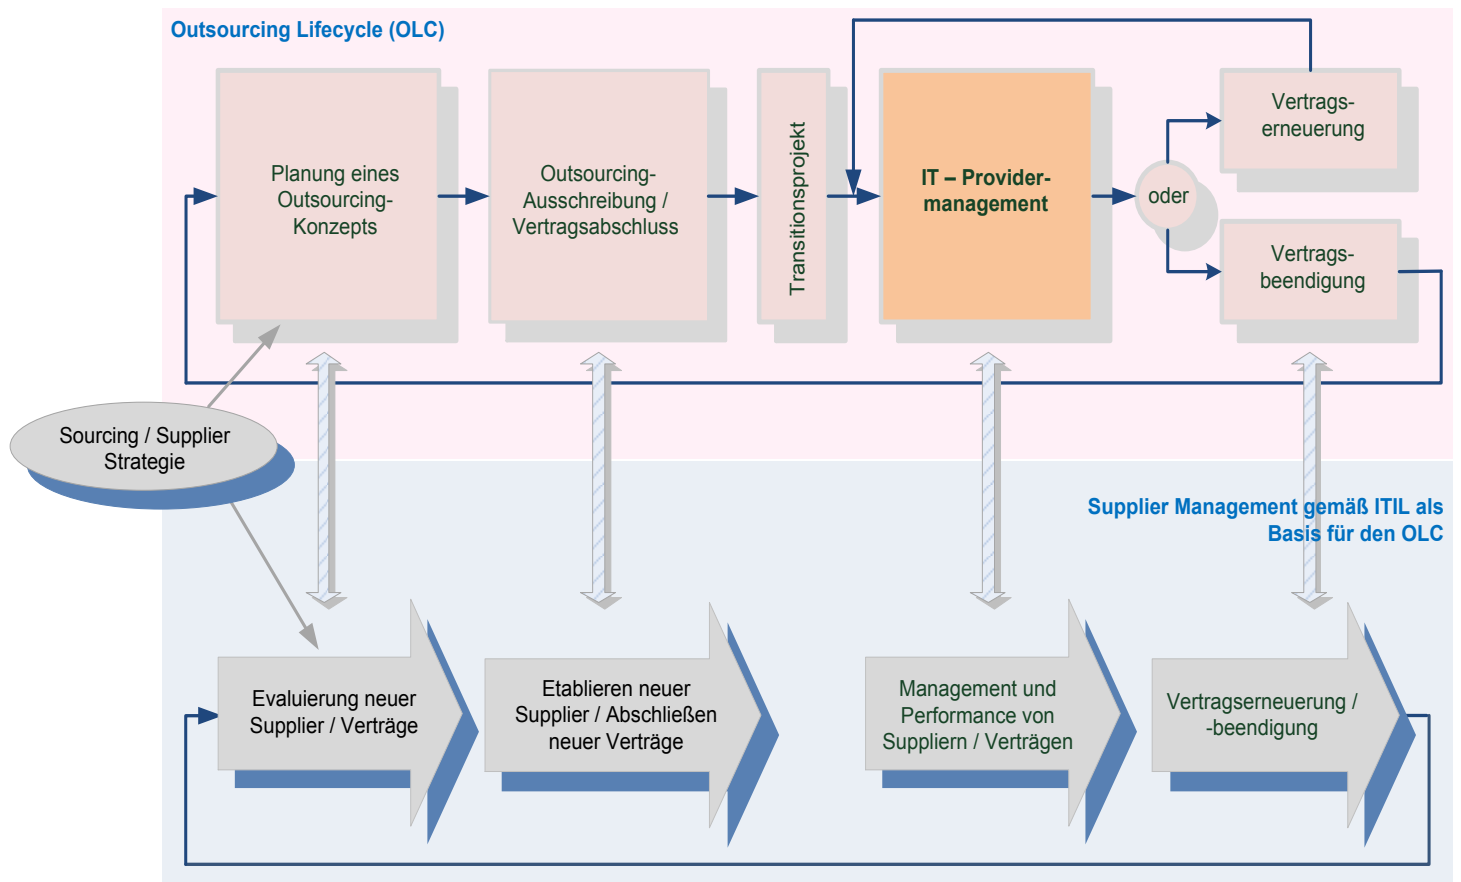 Outsourcing Lifecycle (OLC)
Planung eines
Outsourcing-
Konzepts
Outsourcing-
Ausschreibung /
Vertragsabschluss
Transitionsprojekt
IT – Provider-
management
oder
Vertrags-
erneuerung
Vertrags-
beendigung
Sourcing / Supplier
Strategie
Supplier Management gemäß ITIL als
Basis für den OLC
Evaluierung neuer
Supplier / Verträge
Etablieren neuer
Supplier / Abschließen
neuer Verträge
Management und
Performance von
Suppliern / Verträgen
Vertragserneuerung /
-beendigung